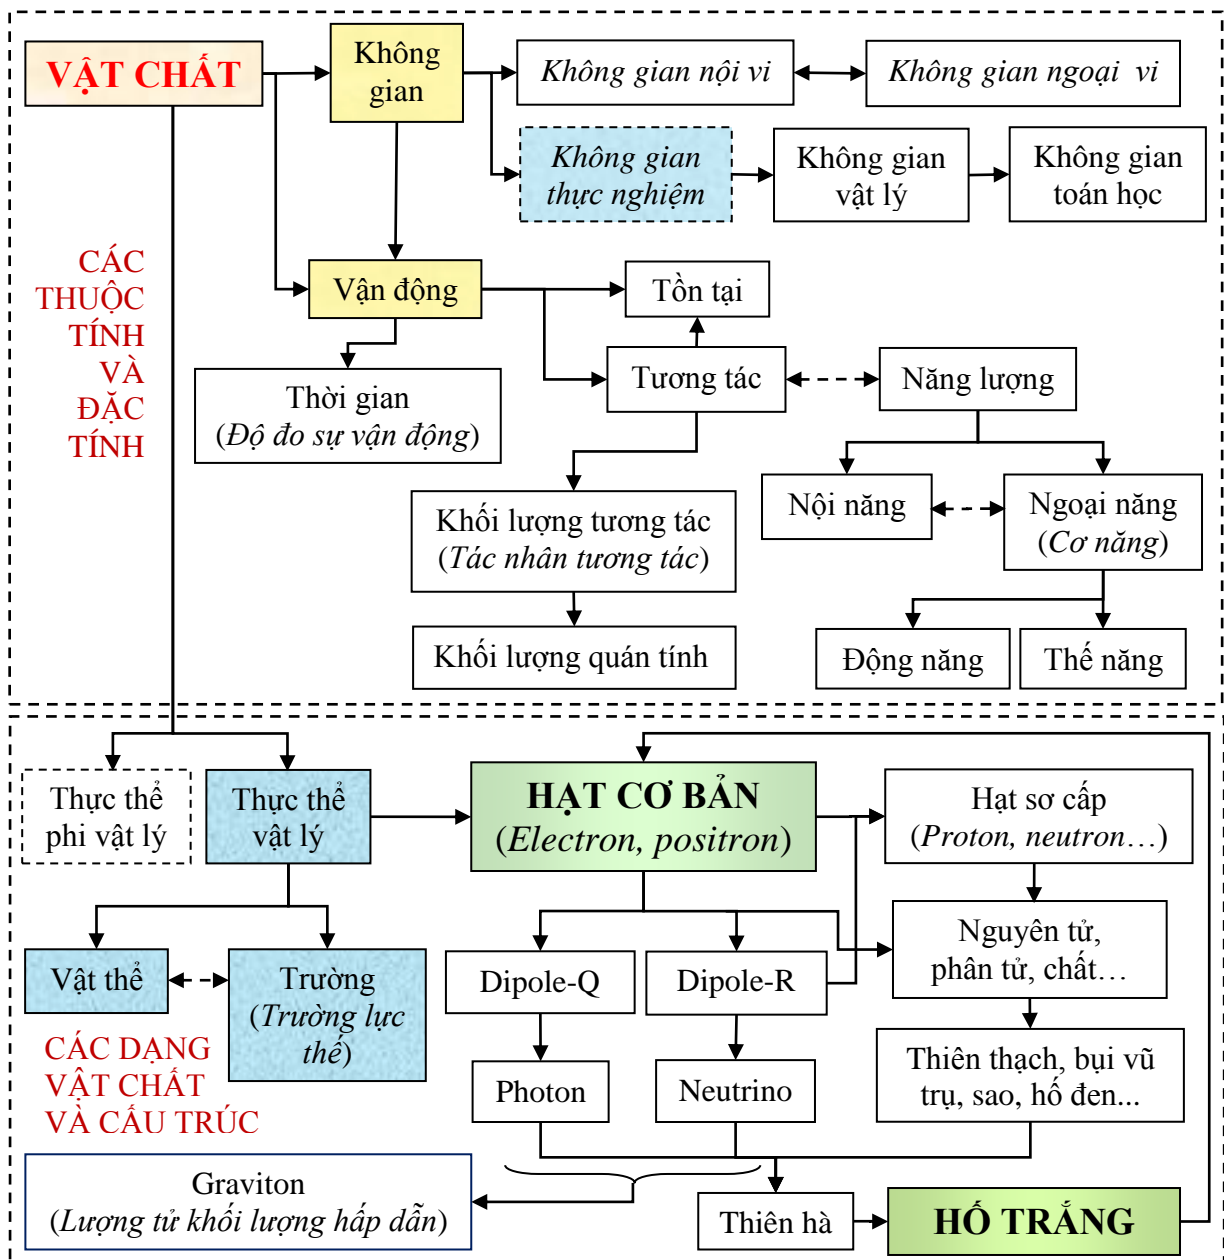 VẬT CHẤT
Không
gian
Không gian nội vi
Không gian ngoại vi
Không gian
thực nghiệm
Không gian
vật lý
Không gian
toán học
CÁC
THUỘC
TÍNH
VÀ
ĐẶC
TÍNH
Vận động
Tồn tại
Thời gian
(Độ đo sự vận động)
Tương tác
Năng lượng
Khối lượng tương tác
(Tác nhân tương tác)
Nội năng
Ngoại năng
(Cơ năng)
Khối lượng quán tính
Động năng
Thế năng
Thực thể
phi vật lý
Thực thể
vật lý
HẠT CƠ BẢN
(Electron, positron)
Hạt sơ cấp
(Proton, neutron…)
Vật thể
Trường
(Trường lực
thế)
Dipole-Q
Dipole-R
Nguyên tử,
phân tử, chất…
CÁC DẠNG
VẬT CHẤT
VÀ CẤU TRÚC
Photon
Neutrino
Thiên thạch, bụi vũ
trụ, sao, hố đen...
Graviton
(Lượng tử khối lượng hấp dẫn)
Thiên hà
HỐ TRẮNG